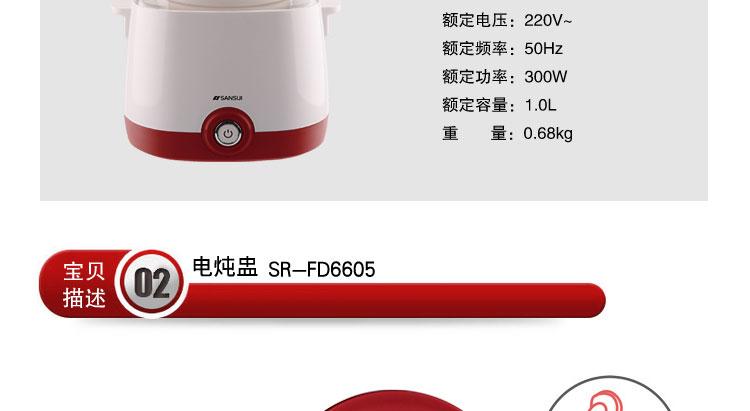 额定电压：220V~
额定频率：50Hz
额定功率：300W
额定容量：1.0L
重 量：0.68kg
SANSUI
宝贝
描述
02
电炖盅 SR-FD6605